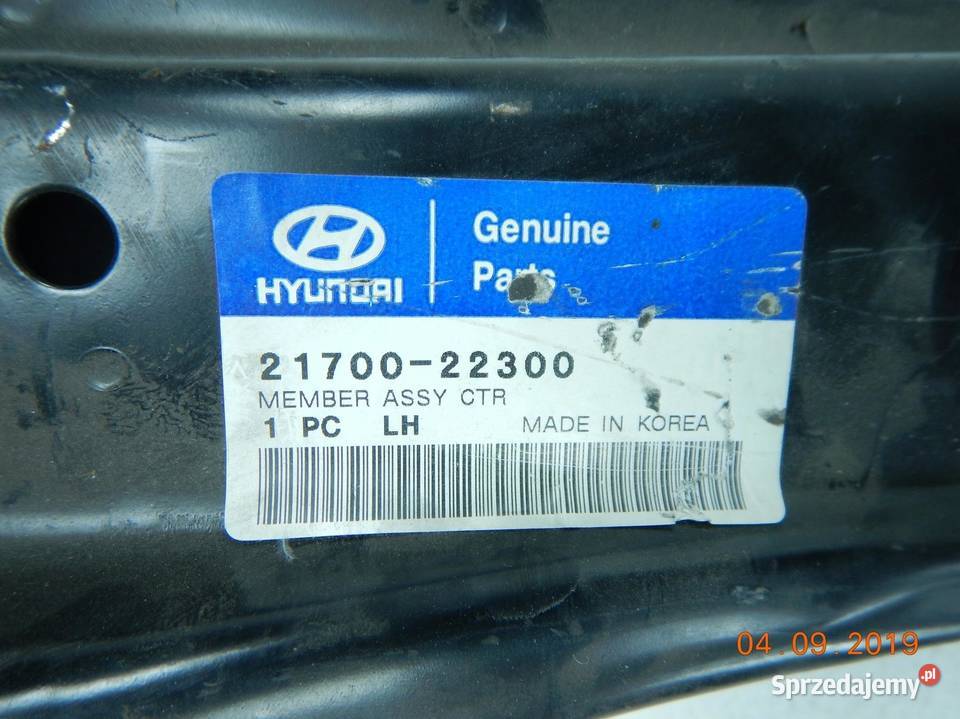 HYUNDAI
Genuine
Parts
21700-22300
MEMBER ASSY CTR
1 PC LH MADE IN KOREA
04.09.2019
Sprzedajemy.pl